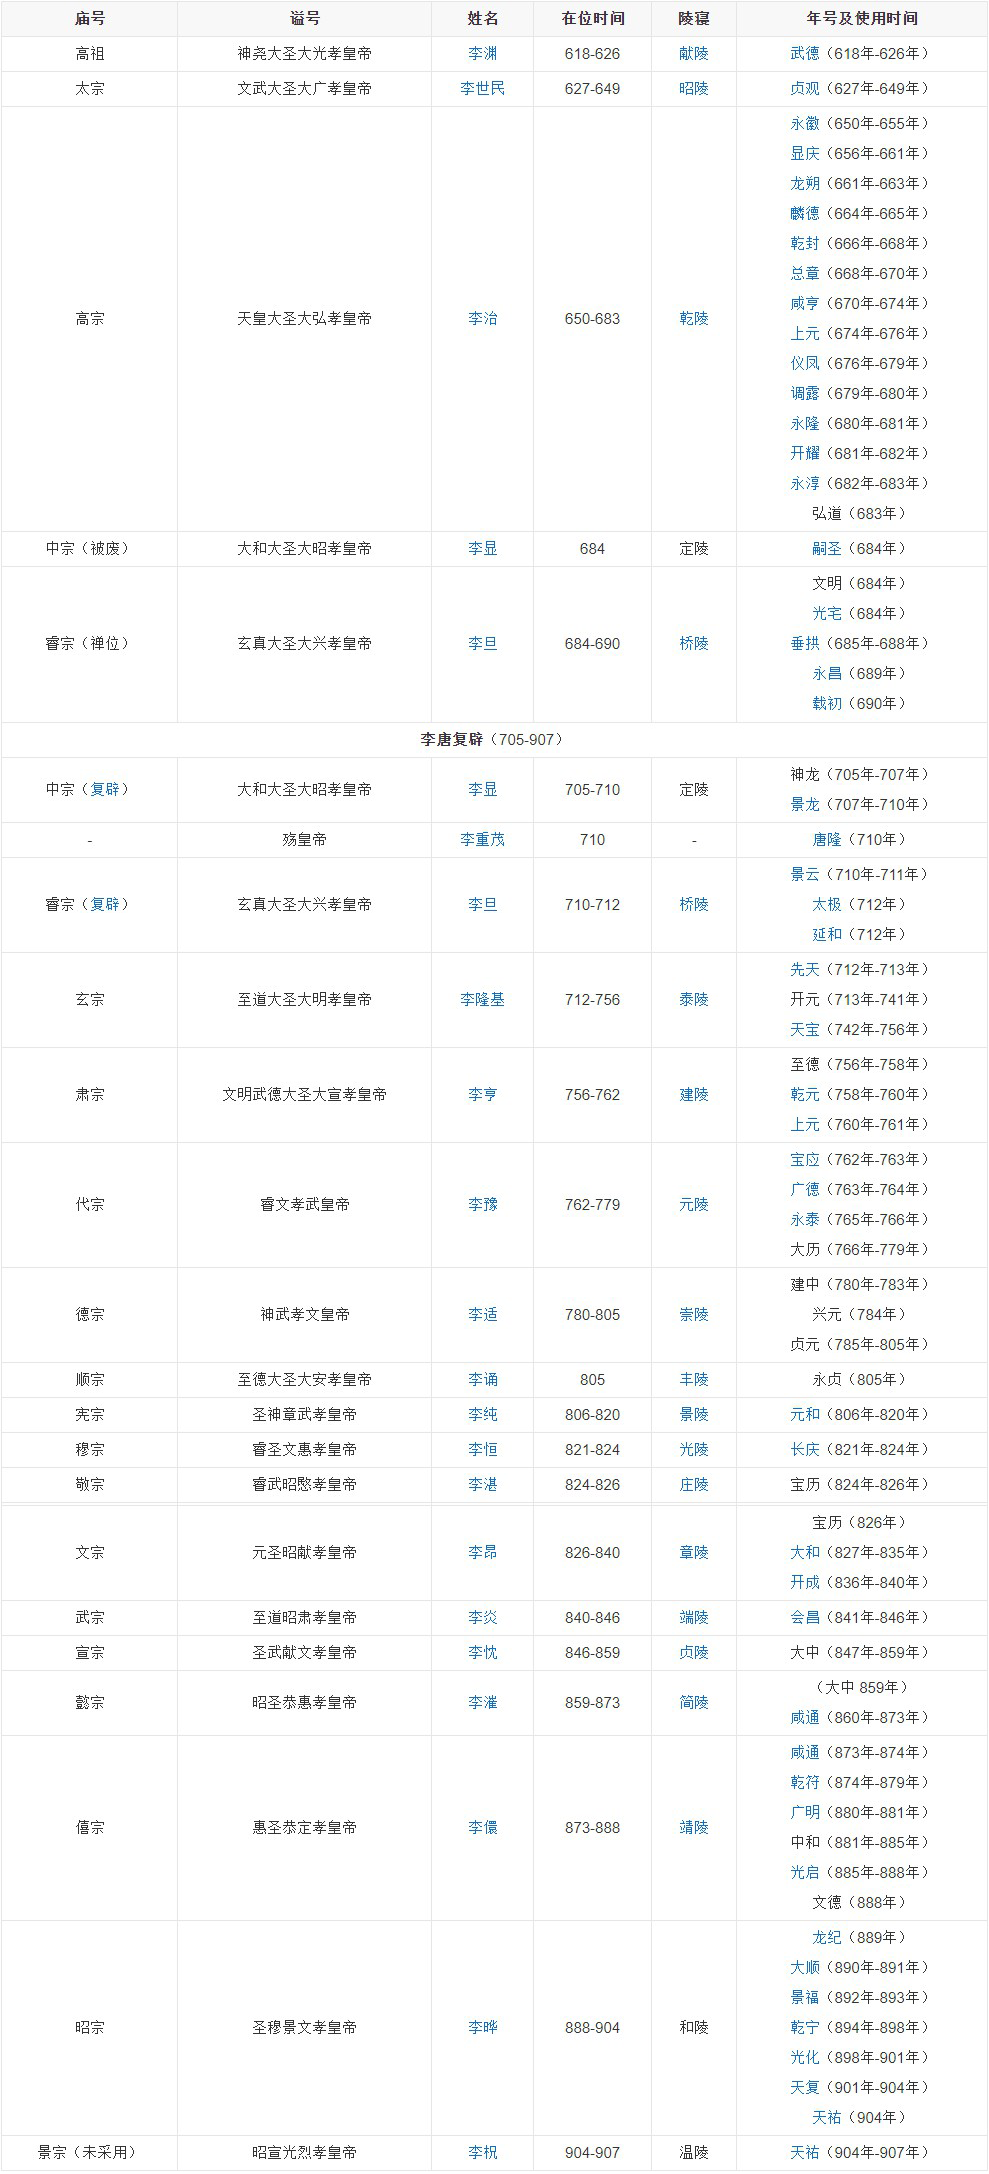 庙号 谥号 姓名 在位时间 陵寝 年号及使用时间
高祖 神尧大圣大光孝皇帝 李渊 618-626 献陵 武德（618年-626年）
太宗 文武大圣大广孝皇帝 李世民 627-649 昭陵 贞观（627年-649年）
高宗 天皇大圣大弘孝皇帝 李治 650-683 乾陵 永徽（650年-655年）
显庆（656年-661年）
龙朔（661年-663年）
麟德（664年-665年）
乾封（666年-668年）
总章（668年-670年）
咸亨（670年-674年）
上元（674年-676年）
仪凤（676年-679年）
调露（679年-680年）
永隆（680年-681年）
开耀（681年-682年）
永淳（682年-683年）
弘道（683年）
中宗（被废） 大和大圣大昭孝皇帝 李显 684 定陵 嗣圣（684年）
睿宗（禅位） 玄真大圣大兴孝皇帝 李旦 684-690 桥陵 文明（684年）
光宅（684年）
垂拱（685年-688年）
永昌（689年）
载初（690年）
李唐复辟（705-907）
中宗（复辟） 大和大圣大昭孝皇帝 李显 705-710 定陵 神龙（705年-707年）
景龙（707年-710年）
- 殇皇帝 李重茂 710 - 唐隆（710年）
睿宗（复辟） 玄真大圣大兴孝皇帝 李旦 710-712 桥陵 景云（710年-711年）
太极（712年）
延和（712年）
玄宗 至道大圣大明孝皇帝 李隆基 712-756 泰陵 先天（712年-713年）
开元（713年-741年）
天宝（742年-756年）
肃宗 文明武德大圣大宣孝皇帝 李亨 756-762 建陵 至德（756年-758年）
乾元（758年-760年）
上元（760年-761年）
代宗 睿文孝武皇帝 李豫 762-779 元陵 宝应（762年-763年）
广德（763年-764年）
永泰（765年-766年）
大历（766年-779年）
德宗 神武孝文皇帝 李适 780-805 崇陵 建中（780年-783年）
兴元（784年）
贞元（785年-805年）
顺宗 至德大圣大安孝皇帝 李诵 805 丰陵 永贞（805年）
宪宗 圣神章武孝皇帝 李纯 806-820 景陵 元和（806年-820年）
穆宗 睿圣文惠孝皇帝 李恒 821-824 光陵 长庆（821年-824年）
敬宗 睿武昭愍孝皇帝 李湛 824-826 庄陵 宝历（824年-826年）
文宗 元圣昭献孝皇帝 李昂 826-840 章陵 宝历（826年）
大和（827年-835年）
开成（836年-840年）
武宗 至道昭肃孝皇帝 李炎 840-846 端陵 会昌（841年-846年）
宣宗 圣武献文孝皇帝 李忱 846-859 贞陵 大中（847年-859年）
懿宗 昭圣恭惠孝皇帝 李漼 859-873 简陵 （大中 859年）
咸通（860年-873年）
僖宗 惠圣恭定孝皇帝 李儇 873-888 靖陵 咸通（873年-874年）
乾符（874年-879年）
广明（880年-881年）
中和（881年-885年）
光启（885年-888年）
文德（888年）
昭宗 圣穆景文孝皇帝 李晔 888-904 和陵 龙纪（889年）
大顺（890年-891年）
景福（892年-893年）
乾宁（894年-898年）
光化（898年-901年）
天复（901年-904年）
天祐（904年）
景宗（未采用） 昭宣光烈孝皇帝 李柷 904-907 温陵 天祐（904年-907年）